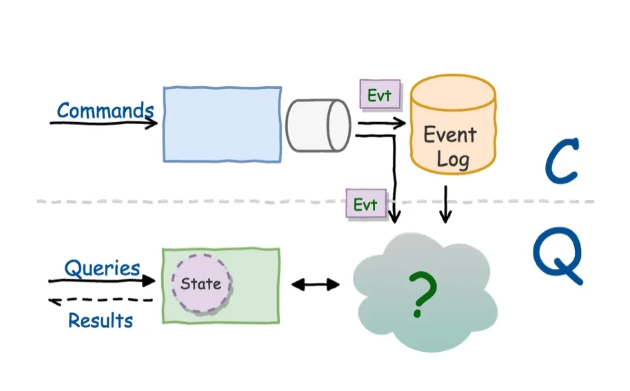 Commands
Evt
Event
Log
C
Evt
Queries
State
Results
?
Q